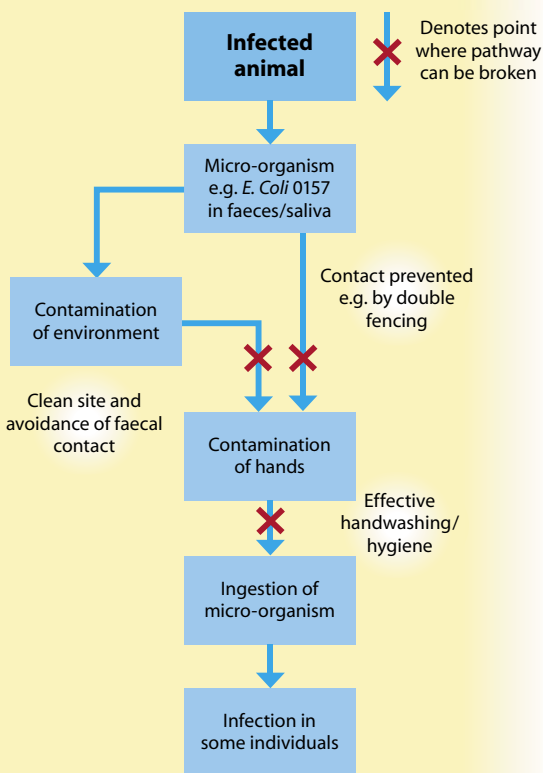 Infected
animal
Denotes point
where pathway
can be broken
Micro-organism
e.g. E. Coli 0157
in faeces/saliva
Contact prevented
e.g. by double
fencing
Contamination
of environment
Clean site and
avoidance of faecal
contact
Contamination
of hands
Effective
handwashing/
hygiene
Ingestion of
micro-organism
Infection in
some individuals